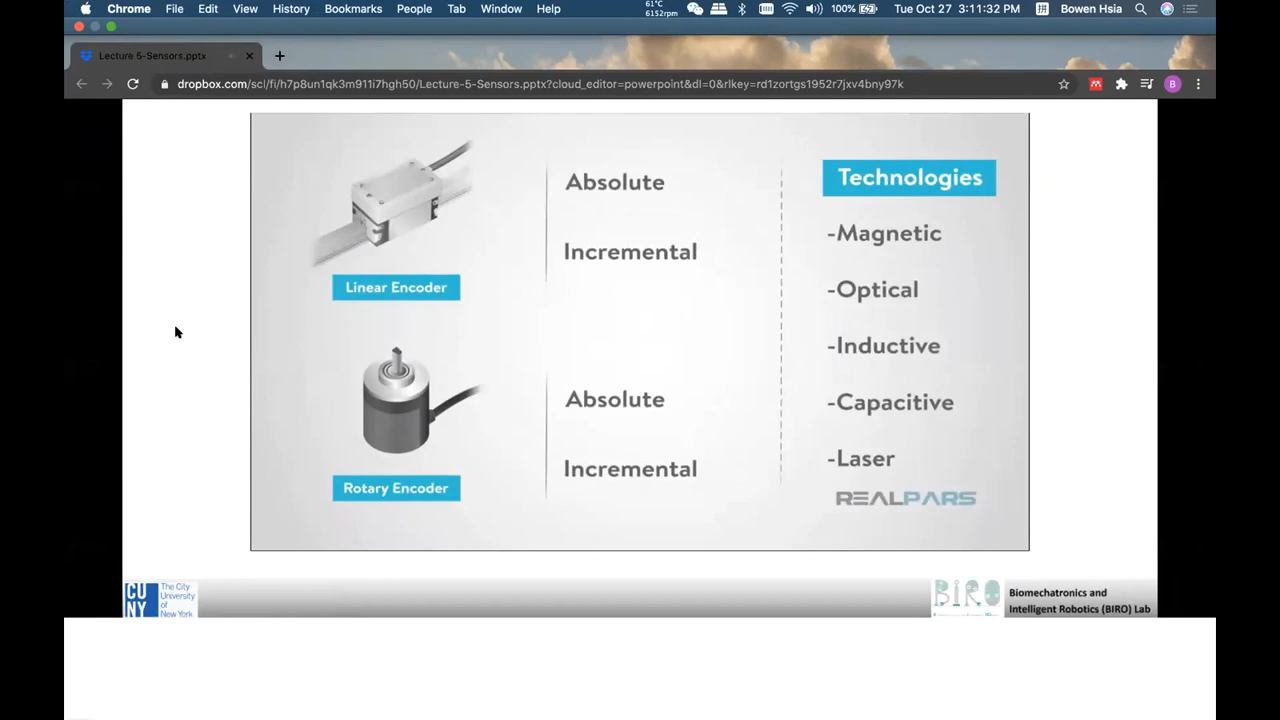 Chrome File Edit View History Bookmarks People Tab Window Help 61°C 6152rpm 100% Tue Oct 27 3:11:32 PM Bowen Hsia
Lecture 5-Sensors.pptx
dropbox.com/scl/fi/h7p8un1qk3m911i7hgh50/Lecture-5-Sensors.pptx?cloud_editor=powerpoint&dl=0&rlkey=rd1zortgs1952r7jxv4bny97k
B
Linear Encoder
Absolute
Incremental
Rotary Encoder
Absolute
Incremental
Technologies
-Magnetic
-Optical
-Inductive
-Capacitive
-Laser
REALPARS
CU
NY
The City
University
of
New York
BiRO
Biomechatronics and
Intelligent Robotics (BIRO) Lab